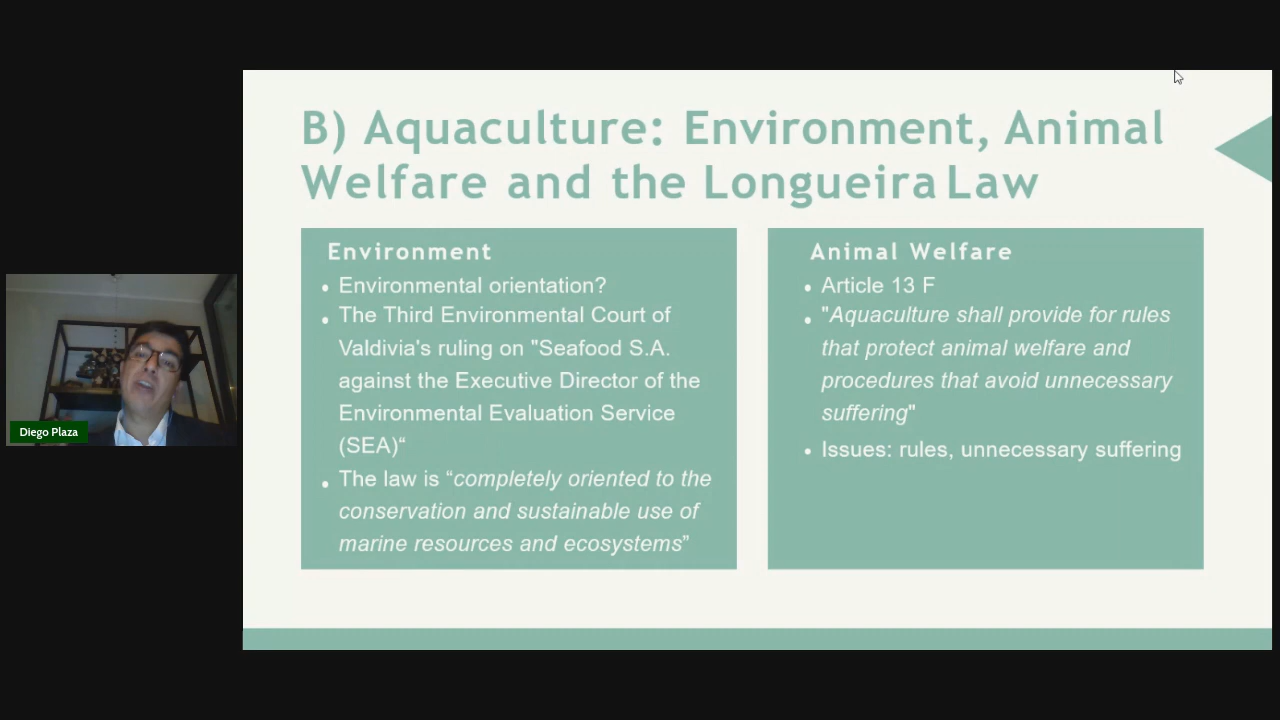 B) Aquaculture: Environment, Animal
Welfare and the Longueira Law
Environment
• Environmental orientation?
• The Third Environmental Court of
Valdivia's ruling on "Seafood S.A.
against the Executive Director of the
Environmental Evaluation Service
(SEA)“
• The law is “completely oriented to the
conservation and sustainable use of
marine resources and ecosystems”
Animal Welfare
• Article 13 F
• "Aquaculture shall provide for rules
that protect animal welfare and
procedures that avoid unnecessary
suffering"
• Issues: rules, unnecessary suffering
Diego Plaza